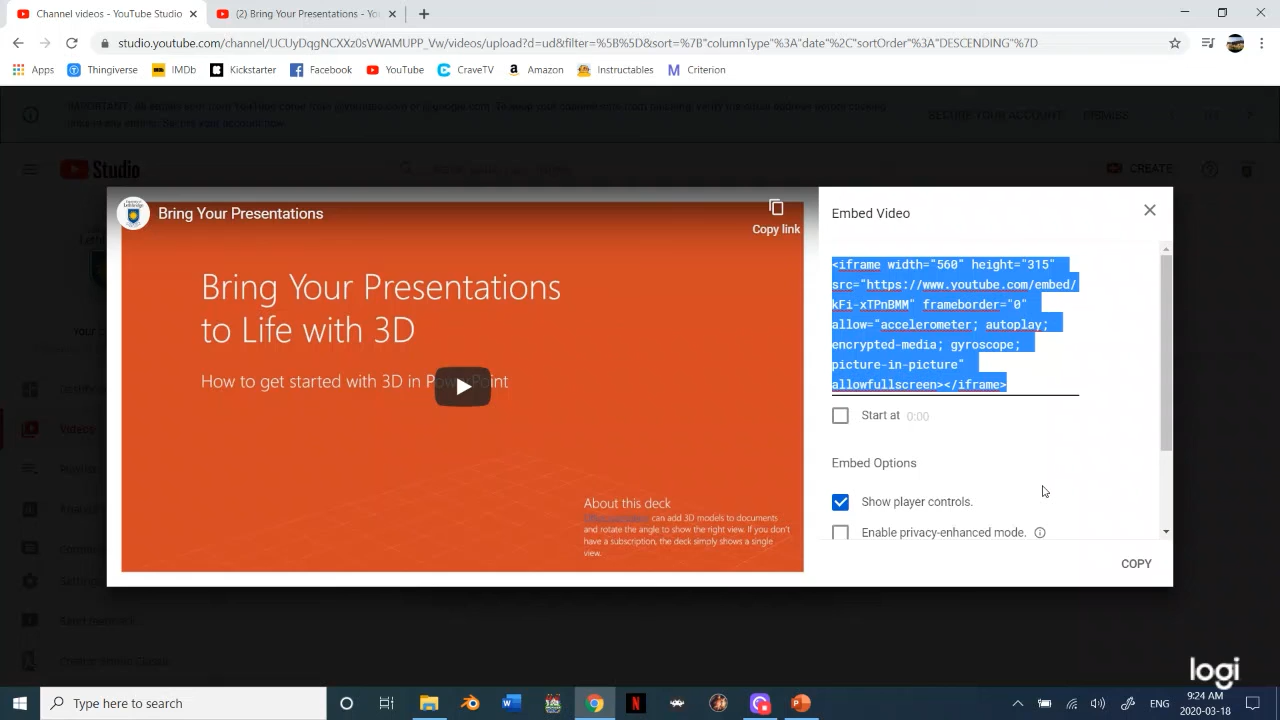 Channel videos - YouTube Studio
(2) Bring Your Presentations - You
studio.youtube.com/channel/UCUyDqgNCXXz0sVWAMUPP_Vw/videos/upload?d=ud&filter=%5B%5D&sort=%7B"columnType"%3A"date"%2C"sortOrder"%3A"DESCENDING"%7D
Apps Thingiverse IMDb Kickstarter Facebook YouTube CraveTV Amazon Instructables Criterion
SECURE YOUR ACCOUNT DISMISS
Studio
CREATE
Bring Your Presentations
Copy link
Bring Your Presentations
to Life with 3D
How to get started with 3D in PowerPoint
About this deck
can add 3D models to documents
and rotate the angle to show the right view. If you don't
have a subscription, the deck simply shows a single
view.
Embed Video
<iframe width="560" height="315"
src="https://www.youtube.com/embed/
kFi-xTPnBMM" frameborder="0"
allow="accelerometer; autoplay;
encrypted-media; gyroscope;
picture-in-picture"
allowfullscreen></iframe>
Start at 0:00
Embed Options
Show player controls.
Enable privacy-enhanced mode.
COPY
Videos
logi
Type here to search
ENG
9:24 AM
2020-03-18